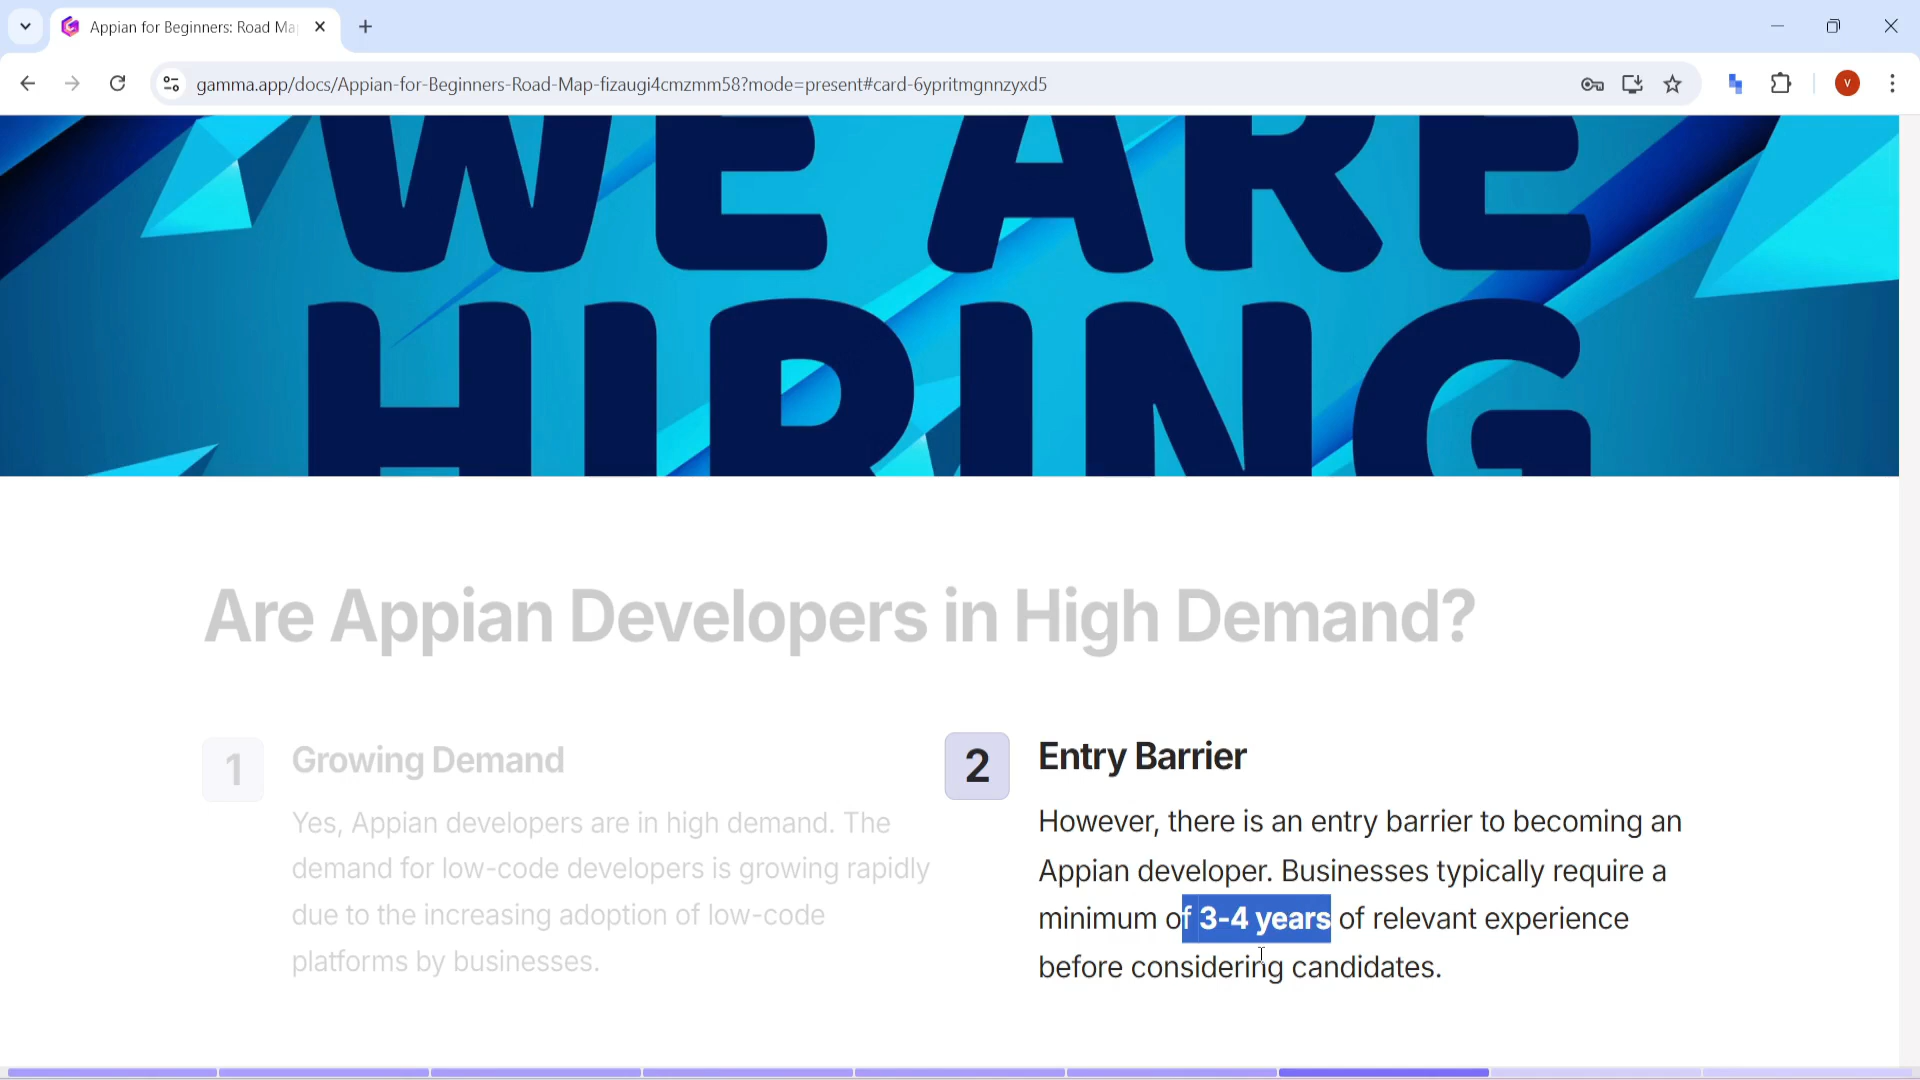 Appian for Beginners: Road Ma
gamma.app/docs/Appian-for-Beginners-Road-Map-fizaugi4cmzmm58?mode=present#card-6ypritmgnnzyxd5
V
WE ARE
HIRING
Are Appian Developers in High Demand?
1
Growing Demand
Yes, Appian developers are in high demand. The
demand for low-code developers is growing rapidly
due to the increasing adoption of low-code
platforms by businesses.
2
Entry Barrier
However, there is an entry barrier to becoming an
Appian developer. Businesses typically require a
minimum of 3-4 years of relevant experience
before considering candidates.